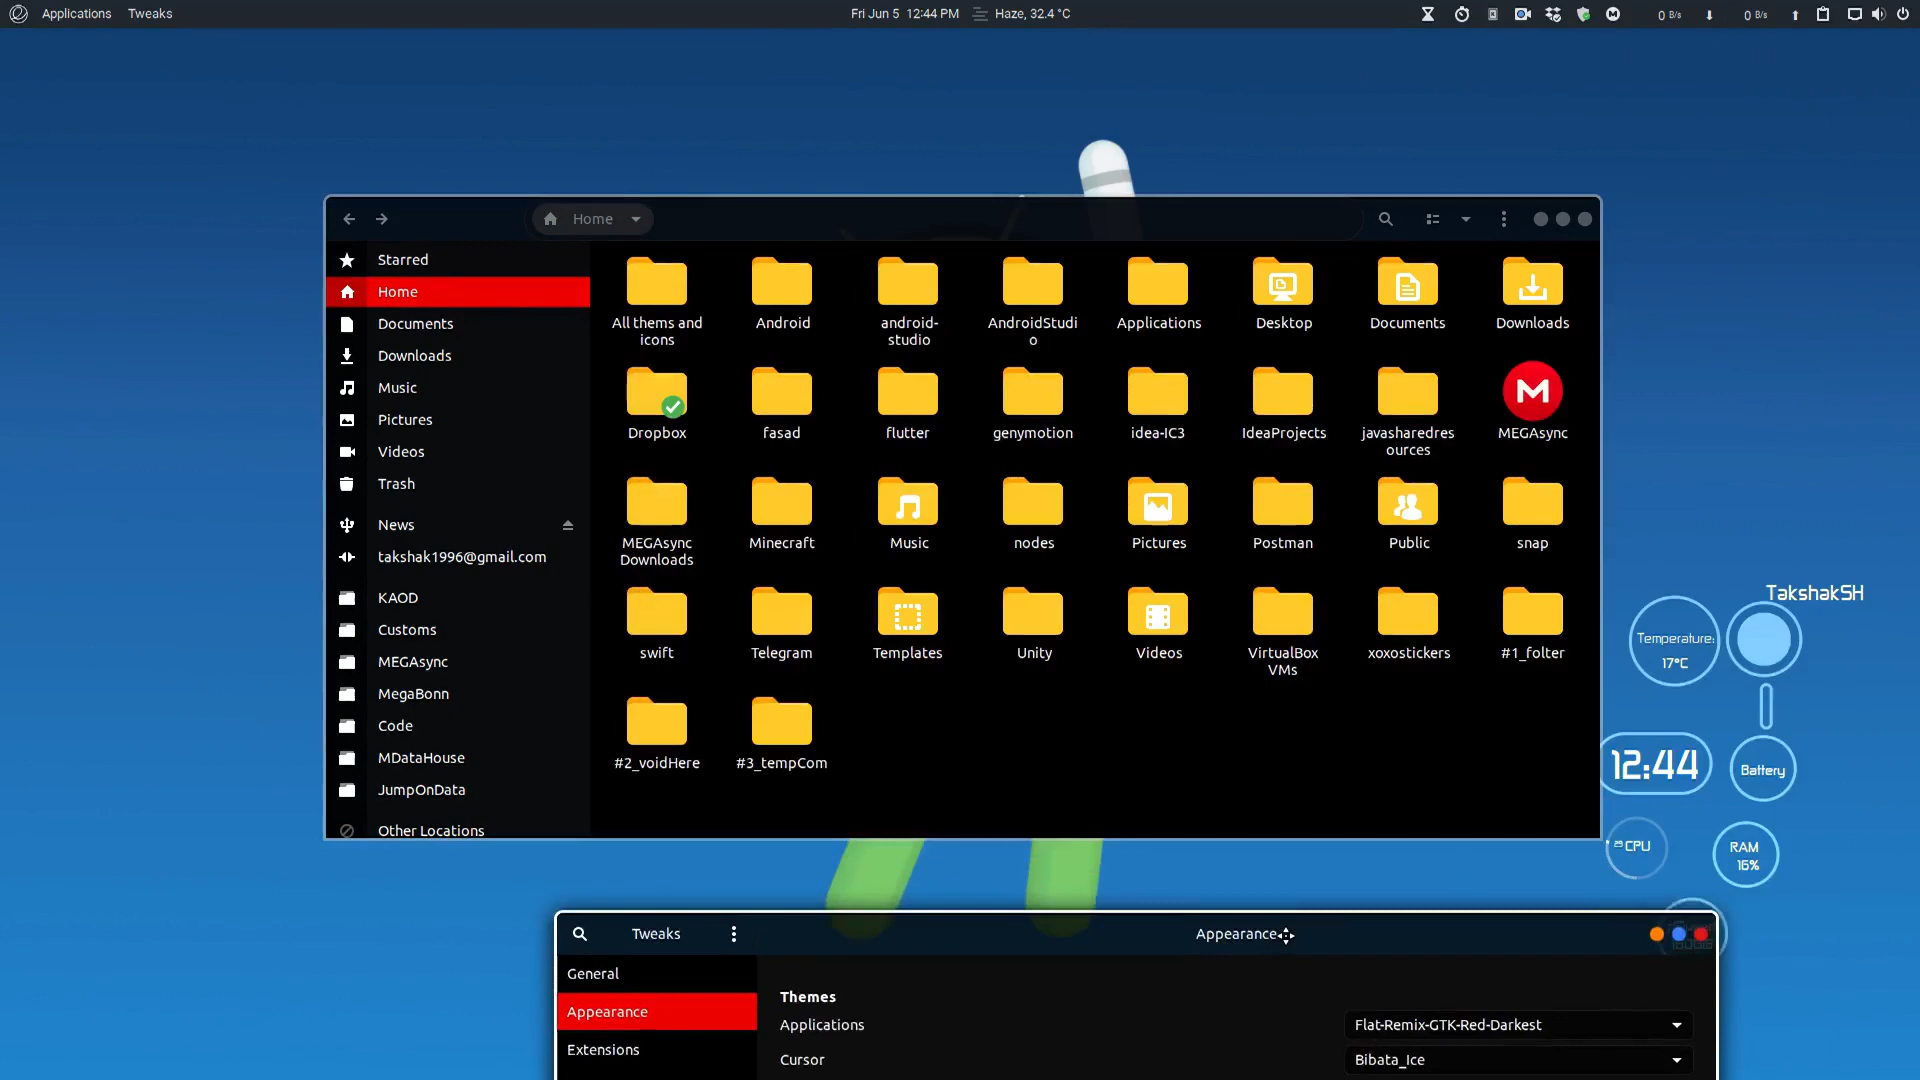 Applications Tweaks Fri Jun 5 12:44 PM Haze, 32.4 °C 0 B/s 0 B/s
Home
Starred
Home
Documents
Downloads
Music
Pictures
Videos
Trash
News
takshak1996@gmail.com
KAOD
Customs
MEGAsync
MegaBonn
Code
MDataHouse
JumpOnData
Other Locations
All thems and
icons
Android
android-
studio
AndroidStudi
o
Applications
Desktop
Documents
Downloads
Dropbox
fasad
flutter
genymotion
idea-IC3
IdeaProjects
javasharedres
ources
M
MEGAsync
MEGAsync
Downloads
Minecraft
Music
nodes
Pictures
Postman
Public
snap
swift
Telegram
Templates
Unity
Videos
VirtualBox
VMs
xoxostickers
#1_folter
#2_voidHere
#3_tempCom
TakshakSH
Temperature:
17°C
12:44
Battery
CPU
RAM
16%
Tweaks
Appearance
General
Appearance
Extensions
Themes
Applications Flat-Remix-GTK-Red-Darkest
Cursor Bibata_Ice